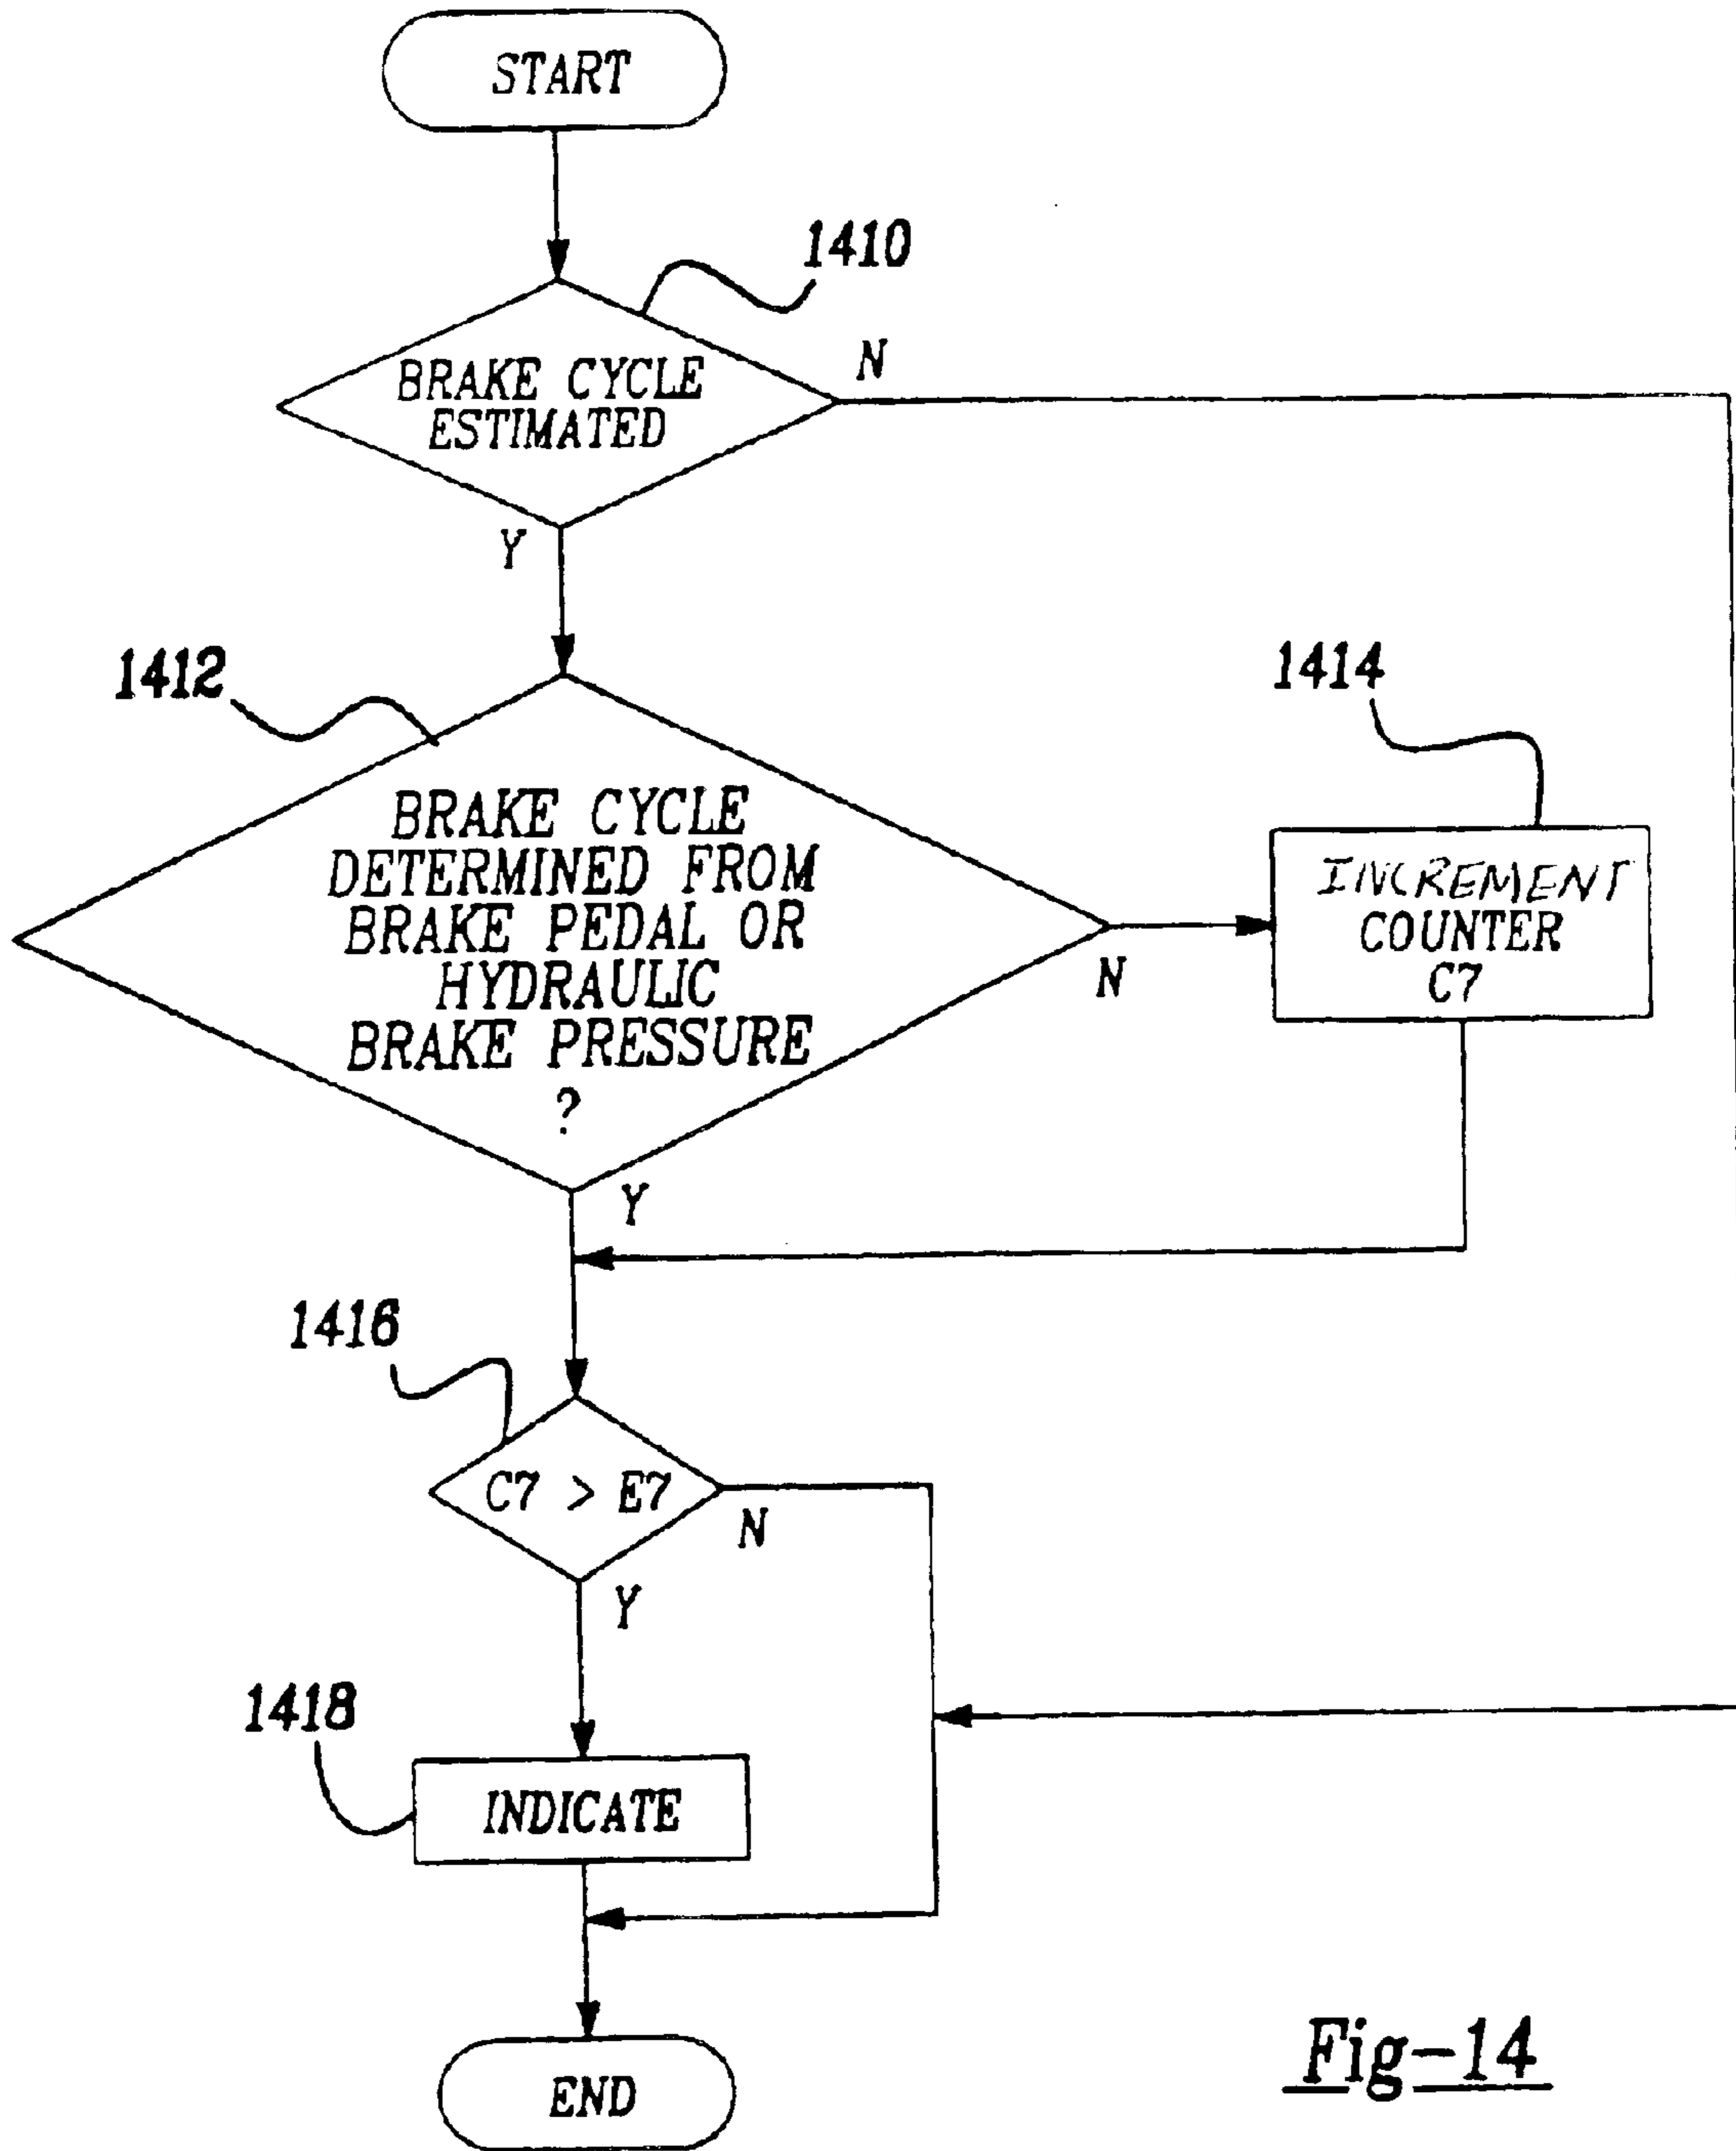 START
1410
BRAKE CYCLE
ESTIMATED
N
Y
1412
BRAKE CYCLE
DETERMINED FROM
BRAKE PEDAL OR
HYDRAULIC
BRAKE PRESSURE
?
N
Y
1414
INCREMENT
COUNTER
C7
1416
C7 > E7
N
Y
1418
INDICATE
END
Fig-14